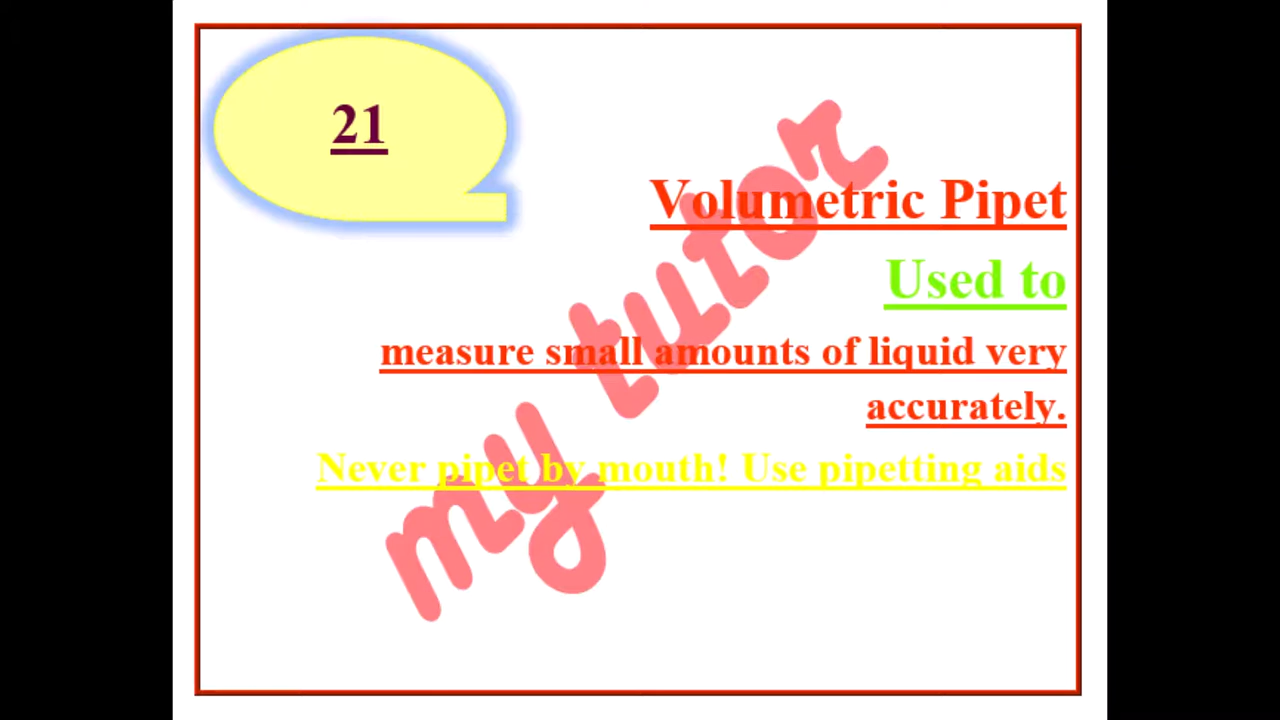 21
Volumetric Pipet
Used to
measure small amounts of liquid very
accurately.
Never pipet by mouth! Use pipetting aids
my tutor